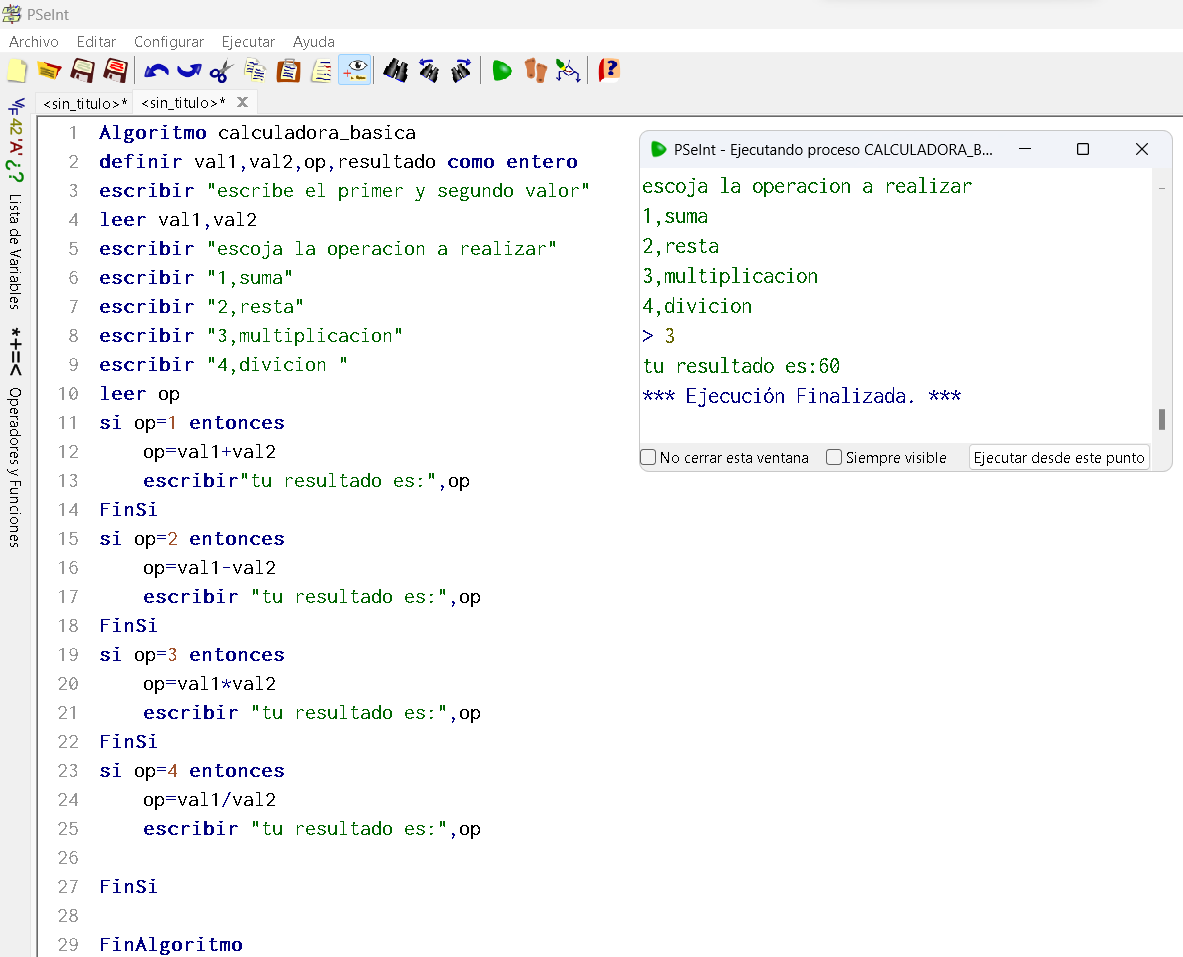 PSeInt
Archivo Editar Configurar Ejecutar Ayuda
<sin_titulo>* <sin_titulo>*
Lista de Variables
Operadores y Funciones
1 Algoritmo calculadora_basica
2 definir val1,val2,op,resultado como entero
3 escribir "escribe el primer y segundo valor"
4 leer val1,val2
5 escribir "escoja la operacion a realizar"
6 escribir "1,suma"
7 escribir "2,resta"
8 escribir "3,multiplicacion"
9 escribir "4,divicion "
10 leer op
11 si op=1 entonces
12 op=val1+val2
13 escribir"tu resultado es:",op
14 FinSi
15 si op=2 entonces
16 op=val1-val2
17 escribir "tu resultado es:",op
18 FinSi
19 si op=3 entonces
20 op=val1*val2
21 escribir "tu resultado es:",op
22 FinSi
23 si op=4 entonces
24 op=val1/val2
25 escribir "tu resultado es:",op
26
27 FinSi
28
29 FinAlgoritmo
PSeInt - Ejecutando proceso CALCULADORA_B...
escoja la operacion a realizar
1,suma
2,resta
3,multiplicacion
4,divicion
> 3
tu resultado es:60
*** Ejecución Finalizada. ***
No cerrar esta ventana Siempre visible Ejecutar desde este punto